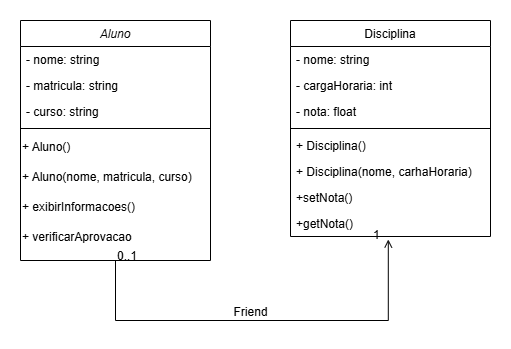 Aluno
- nome: string
- matricula: string
- curso: string
+ Aluno()
+ Aluno(nome, matricula, curso)
+ exibirInformacoes()
+ verificarAprovacao
0..1
Disciplina
- nome: string
- cargaHoraria: int
- nota: float
+ Disciplina()
+ Disciplina(nome, carhaHoraria)
+setNota()
+getNota()
1
Friend